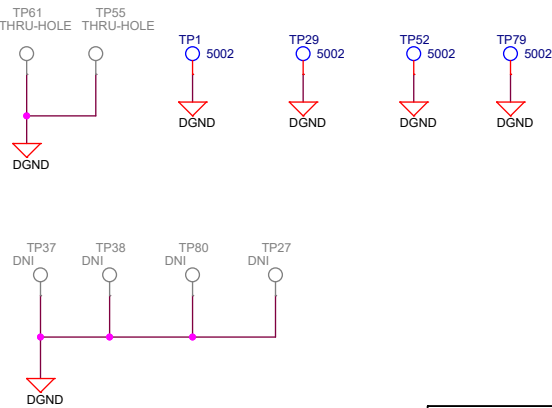 TP61 TP55
THRU-HOLE THRU-HOLE
TP1 TP29 TP52 TP79
5002 5002 5002 5002
DGND DGND DGND DGND
DGND
TP37 TP38 TP80 TP27
DNI DNI DNI DNI
DGND